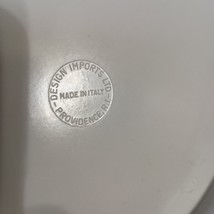 DESIGN IMPORTS LTD.
MADE IN ITALY
PROVIDENCE, R.I.